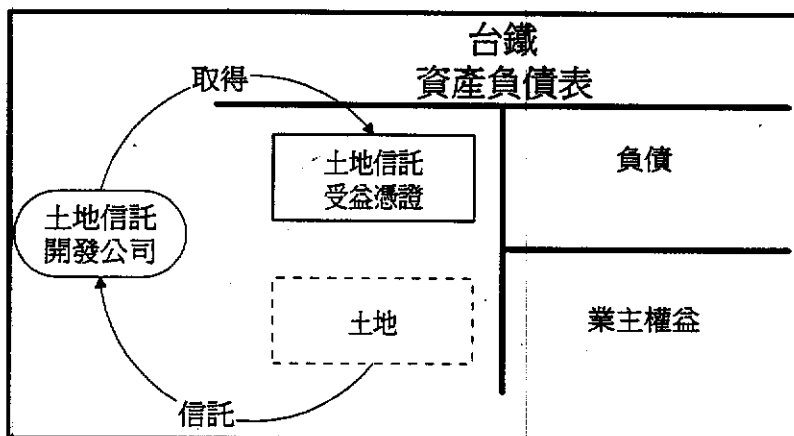 台鐵
資產負債表
取得
土地信託
受益憑證
負債
土地信託
開發公司
土地
業主權益
信託